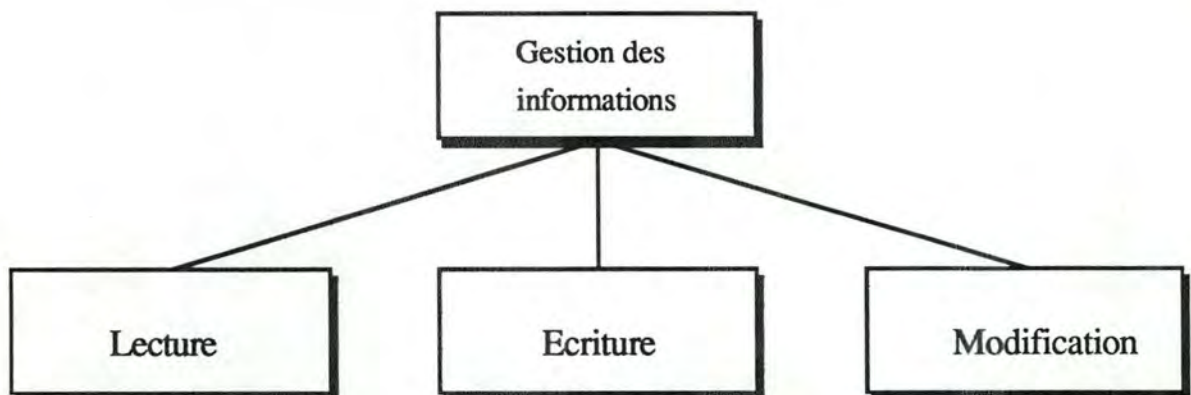 Gestion des
informations
Lecture
Ecriture
Modification